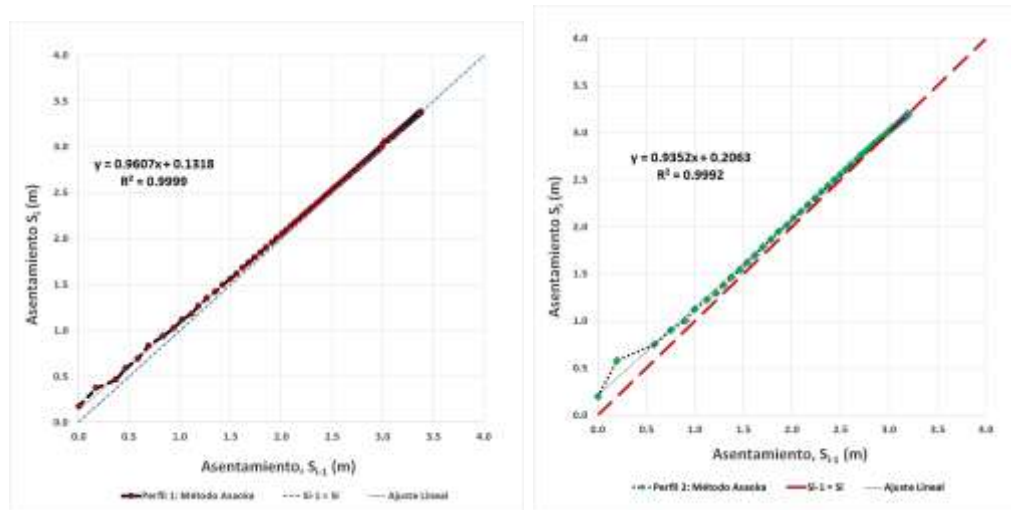 4.0
3.5
3.0
2.5
2.0
1.5
1.0
0.5
0.0
Asentamiento Si (m)
y = 0.9607x + 0.1318
R² = 0.9999
0.0 0.5 1.0 1.5 2.0 2.5 3.0 3.5 4.0
Asentamiento, Si-1 (m)
Perfil 1: Método Asaoka Si-1 = Si Ajuste Lineal
4.0
3.5
3.0
2.5
2.0
1.5
1.0
0.5
0.0
Asentamiento Si (m)
y = 0.9352x + 0.2063
R² = 0.9992
0.0 0.5 1.0 1.5 2.0 2.5 3.0 3.5 4.0
Asentamiento, Si-1 (m)
Perfil 2: Método Asaoka Si-1 = Si Ajuste Lineal